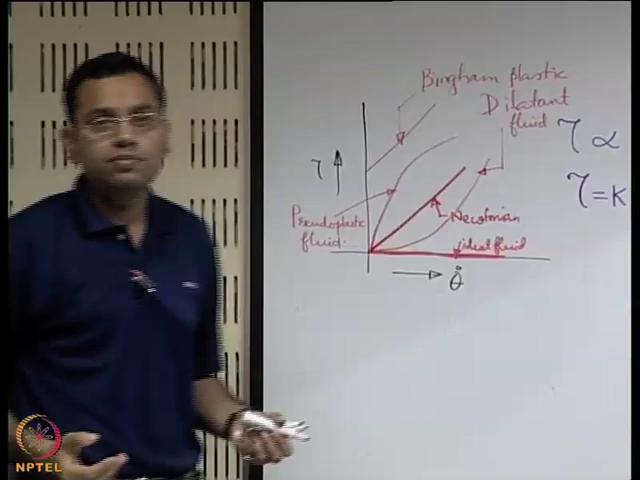 Bingham plastic
Dilatant
fluid
τ ∝
τ = K
τ
Pseudoplastic
fluid.
Newtonian
ideal fluid
θ̇
NPTEL